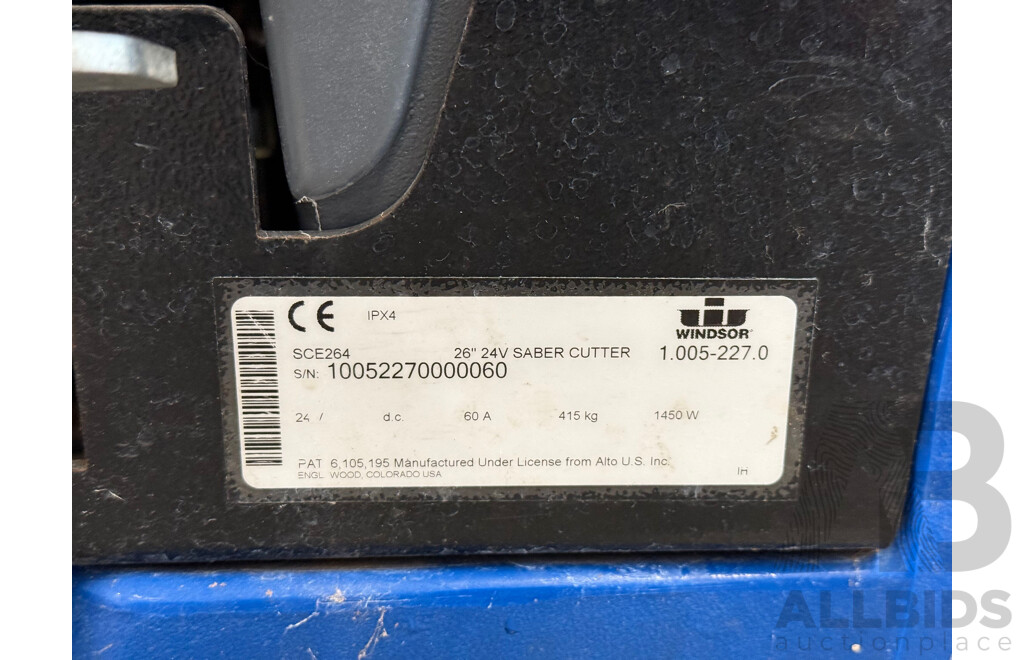 CE IPX4
WINDSOR
SCE264 26" 24V SABER CUTTER 1.005-227.0
S/N: 10052270000060
24 / d.c. 60 A 415 kg 1450 W
PAT 6,105,195 Manufactured Under License from Alto U.S. Inc.
ENGL WOOD, COLORADO USA IH
B
ALLBIDS
auctionplace